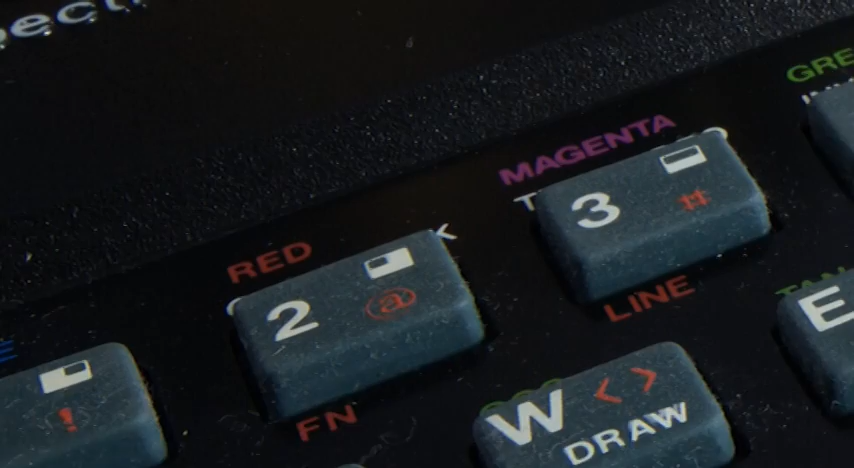 MAGENTA
3 #
LINE
RED
2 @
FN
!
W < >
DRAW
E